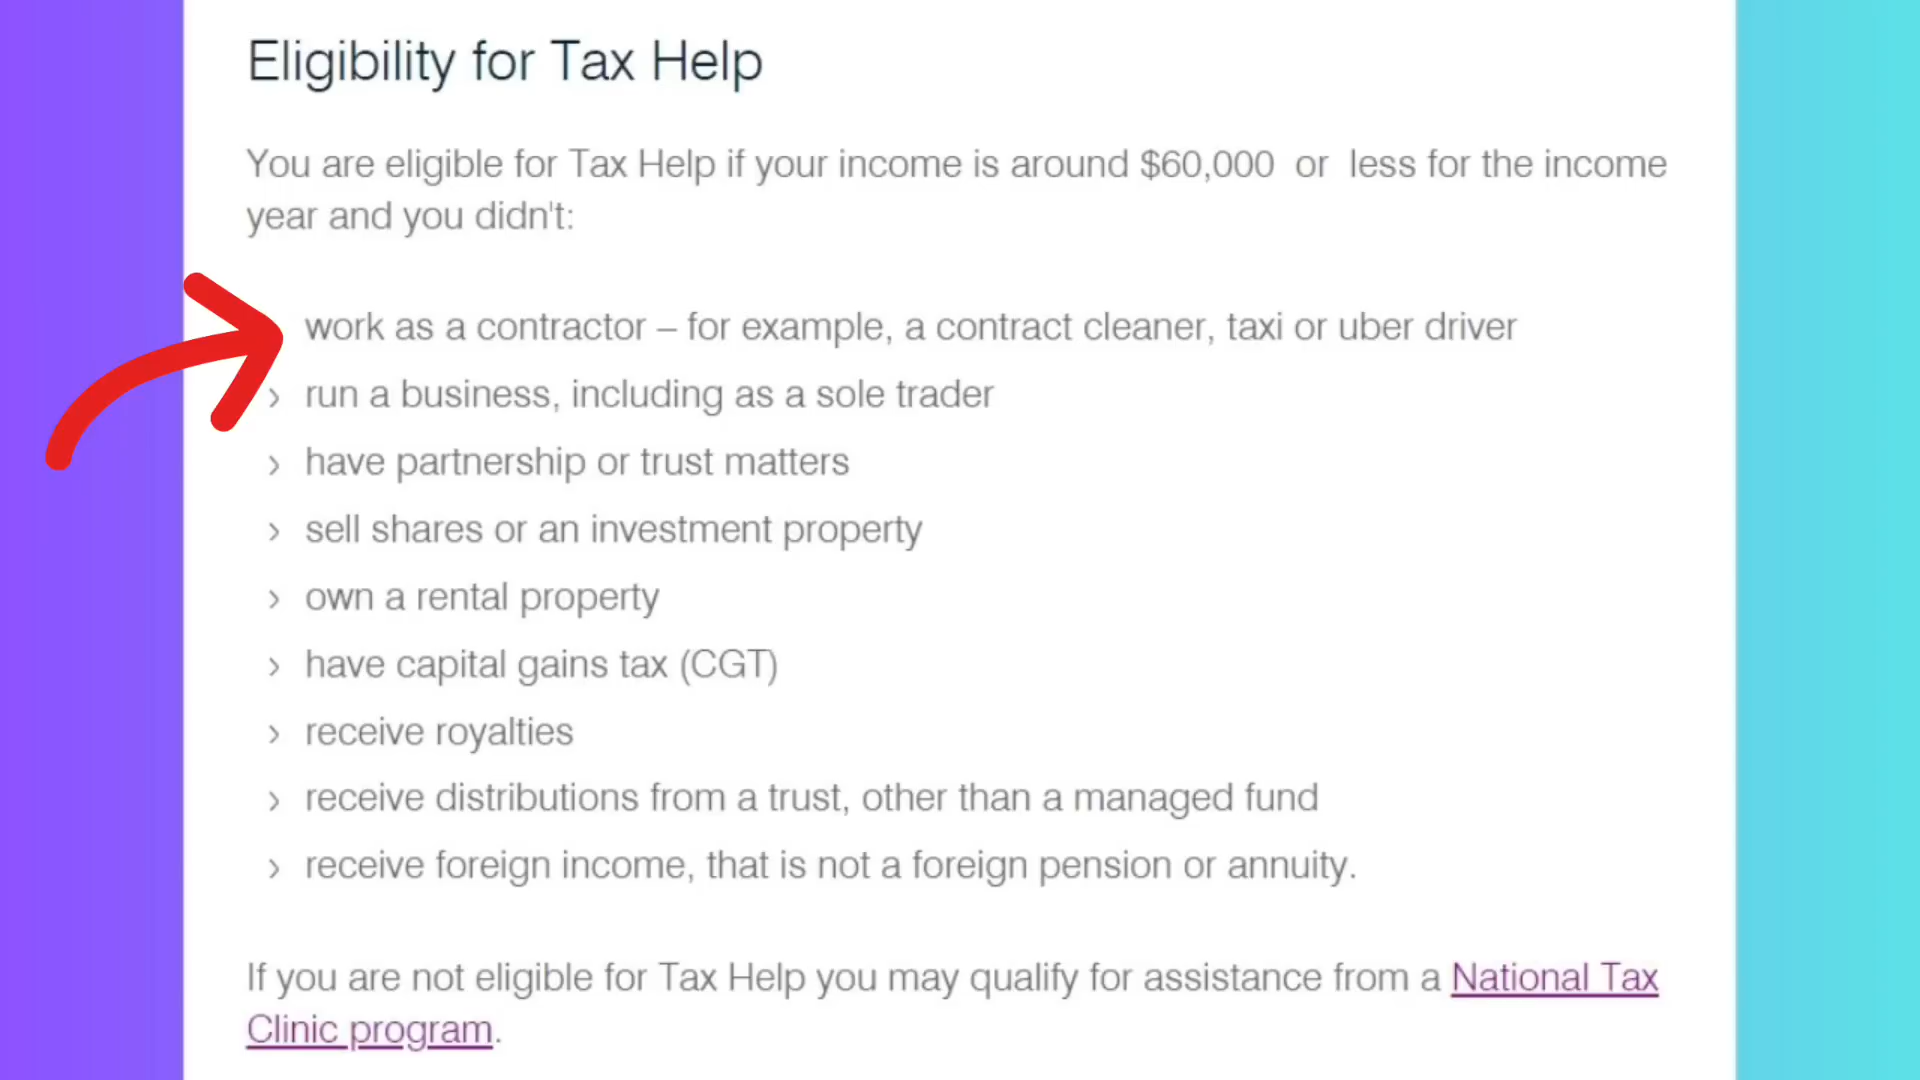 Eligibility for Tax Help
You are eligible for Tax Help if your income is around $60,000 or less for the income
year and you didn't:
work as a contractor – for example, a contract cleaner, taxi or uber driver
› run a business, including as a sole trader
› have partnership or trust matters
› sell shares or an investment property
› own a rental property
› have capital gains tax (CGT)
› receive royalties
› receive distributions from a trust, other than a managed fund
› receive foreign income, that is not a foreign pension or annuity.
If you are not eligible for Tax Help you may qualify for assistance from a National Tax
Clinic program.